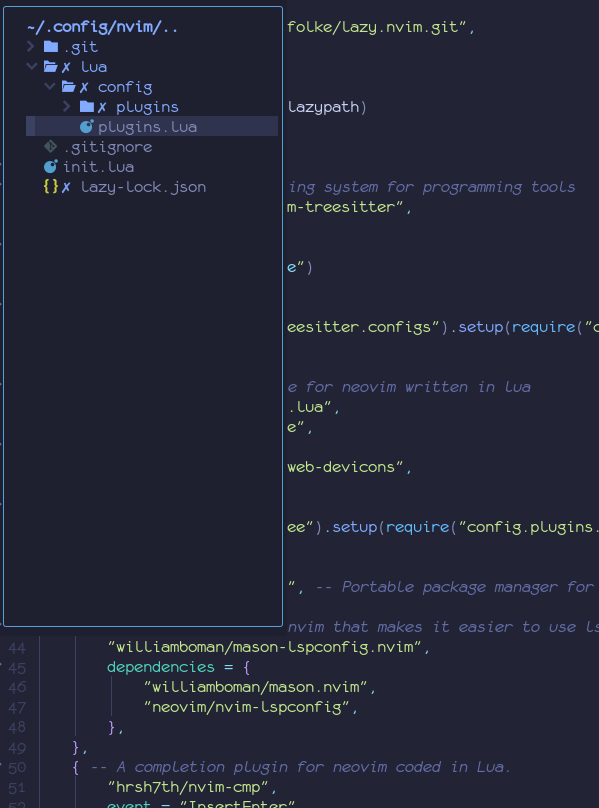 ~/.config/nvim/..
.git
✗ lua
✗ config
✗ plugins
plugins.lua
.gitignore
init.lua
{} ✗ lazy-lock.json
folke/lazy.nvim.git",
lazypath)
ing system for programming tools
m-treesitter",
e")
eesitter.configs").setup(require("c
e for neovim written in lua
.lua",
e",
web-devicons",
ee").setup(require("config.plugins.
", -- Portable package manager for
nvim that makes it easier to use ls
44 "williamboman/mason-lspconfig.nvim",
45 dependencies = {
46 "williamboman/mason.nvim",
47 "neovim/nvim-lspconfig",
48 },
49 },
50 { -- A completion plugin for neovim coded in Lua.
51 "hrsh7th/nvim-cmp",
52 event = "InsertEnter"